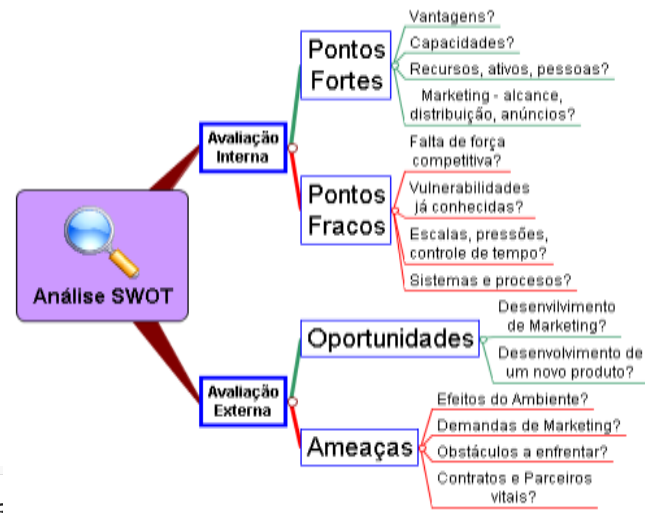 Análise SWOT
Avaliação
Interna
Pontos
Fortes
Vantagens?
Capacidades?
Recursos, ativos, pessoas?
Marketing - alcance,
distribuição, anúncios?
Pontos
Fracos
Falta de força
competitiva?
Vulnerabilidades
já conhecidas?
Escalas, pressões,
controle de tempo?
Sistemas e procesos?
Avaliação
Externa
Oportunidades
Desenvilvimento
de Marketing?
Desenvolvimento de
um novo produto?
Ameaças
Efeitos do Ambiente?
Demandas de Marketing?
Obstáculos a enfrentar?
Contratos e Parceiros
vitais?